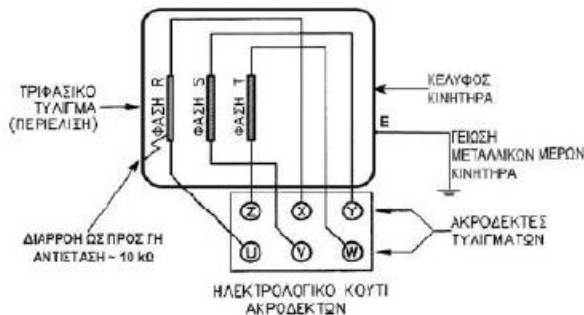 ΤΡΙΦΑΣΙΚΟ
ΤΥΛΙΓΜΑ
(ΠΕΡΙΕΛΙΣΗ)
ΦΑΣΗ R
ΦΑΣΗ S
ΦΑΣΗ T
ΚΕΛΥΦΟΣ
ΚΙΝΗΤΗΡΑ
E
ΓΕΙΩΣΗ
ΜΕΤΑΛΛΙΚΩΝ ΜΕΡΩΝ
ΚΙΝΗΤΗΡΑ
Z X Y
U V W
ΑΚΡΟΔΕΚΤΕΣ
ΤΥΛΙΓΜΑΤΩΝ
ΔΙΑΡΡΟΗ ΩΣ ΠΡΟΣ ΓΗ
ΑΝΤΙΣΤΑΣΗ ~ 10 kΩ
ΗΛΕΚΤΡΟΛΟΓΙΚΟ ΚΟΥΤΙ
ΑΚΡΟΔΕΚΤΩΝ